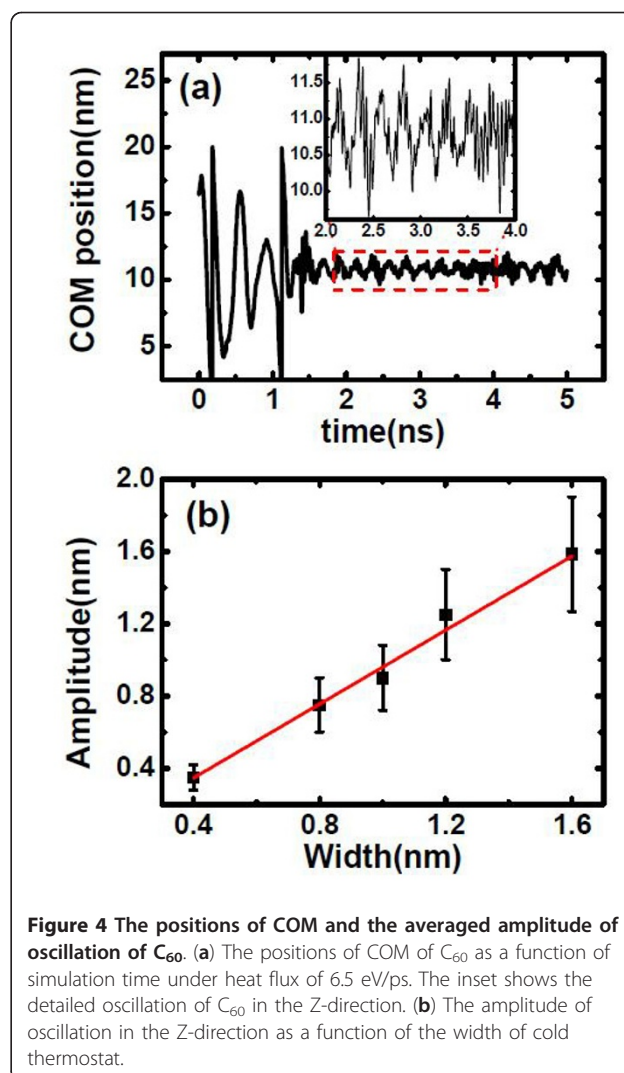 (a)
25
20
15
10
5
COM position(nm)
0 1 2 3 4 5
time(ns)
11.5
11.0
10.5
10.0
2.0 2.5 3.0 3.5 4.0
(b)
2.0
1.6
1.2
0.8
0.4
Amplitude(nm)
0.4 0.8 1.2 1.6
Width(nm)
Figure 4 The positions of COM and the averaged amplitude of
oscillation of C60. (a) The positions of COM of C60 as a function of
simulation time under heat flux of 6.5 eV/ps. The inset shows the
detailed oscillation of C60 in the Z-direction. (b) The amplitude of
oscillation in the Z-direction as a function of the width of cold
thermostat.